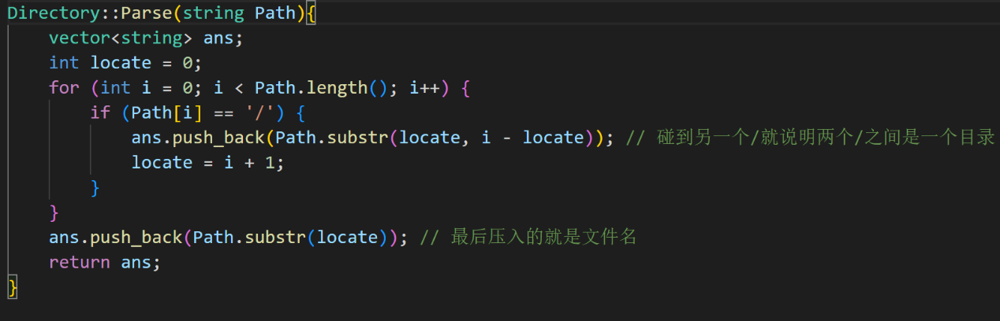 Directory::Parse(string Path){
    vector<string> ans;
    int locate = 0;
    for (int i = 0; i < Path.length(); i++) {
        if (Path[i] == '/') {
            ans.push_back(Path.substr(locate, i - locate)); // 碰到另一个/就说明两个/之间是一个目录
            locate = i + 1;
        }
    }
    ans.push_back(Path.substr(locate)); // 最后压入的就是文件名
    return ans;
}